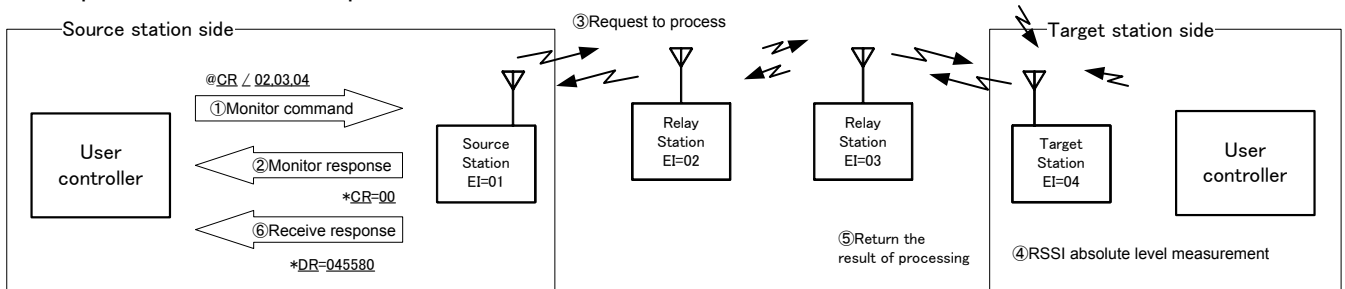 ③Request to process
Source station side
Target station side
@CR / 02,03,04
①Monitor command
User
controller
②Monitor response
*CR=00
⑥Receive response
*DR=045580
Source
Station
EI=01
Relay
Station
EI=02
Relay
Station
EI=03
Target
Station
EI=04
User
controller
⑤Return the
result of processing
④RSSI absolute level measurement